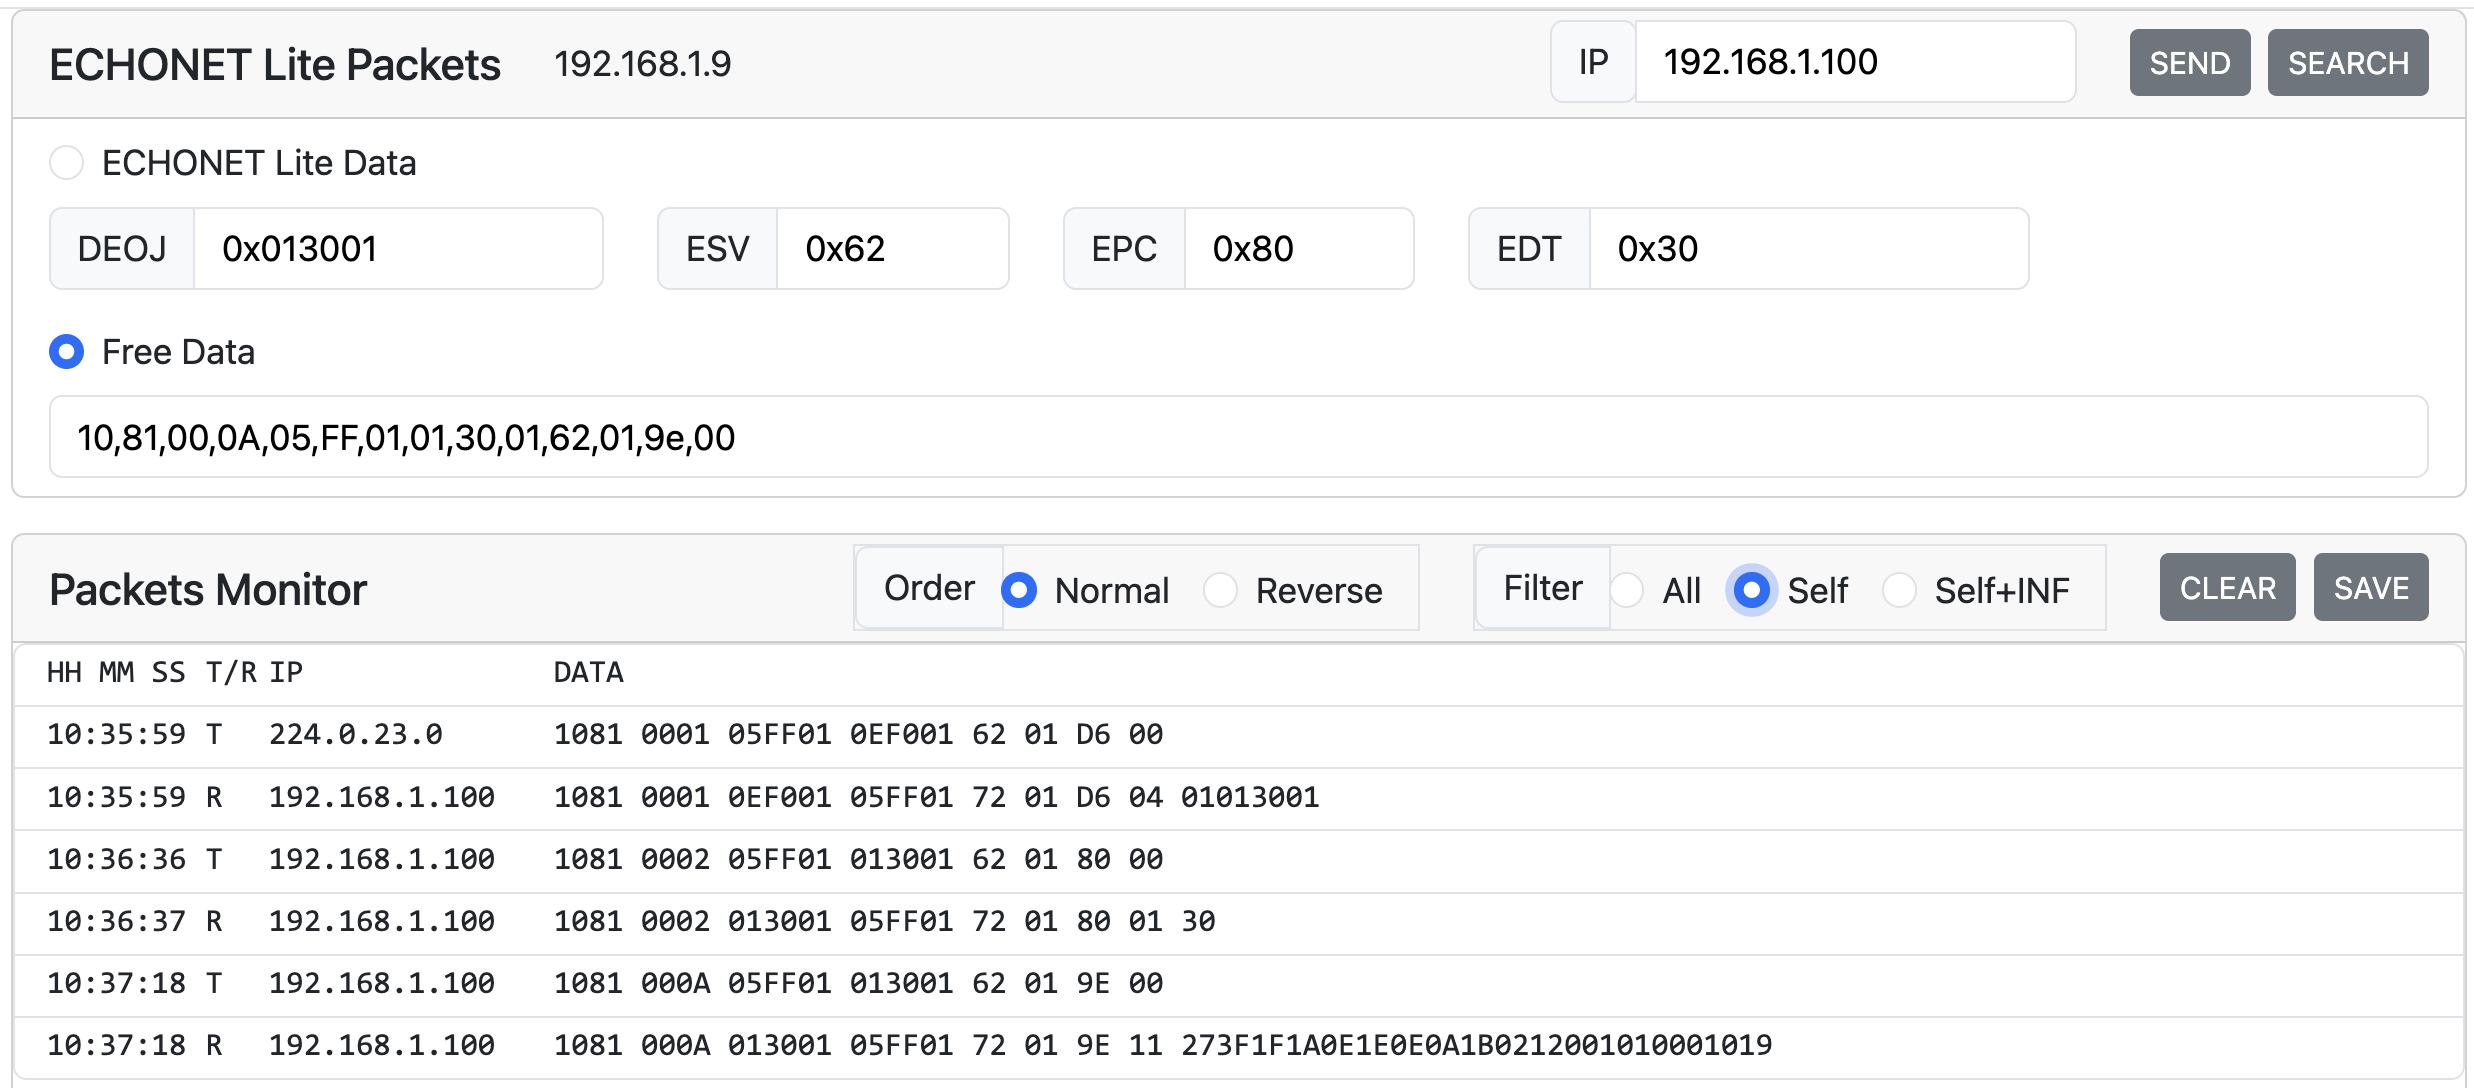 ECHONET Lite Packets 192.168.1.9 IP 192.168.1.100 SEND SEARCH
ECHONET Lite Data
DEOJ 0x013001 ESV 0x62 EPC 0x80 EDT 0x30
Free Data
10,81,00,0A,05,FF,01,01,30,01,62,01,9e,00
Packets Monitor Order Normal Reverse Filter All Self Self+INF CLEAR SAVE
HH MM SS T/R IP DATA
10:35:59 T 224.0.23.0 1081 0001 05FF01 0EF001 62 01 D6 00
10:35:59 R 192.168.1.100 1081 0001 0EF001 05FF01 72 01 D6 04 01013001
10:36:36 T 192.168.1.100 1081 0002 05FF01 013001 62 01 80 00
10:36:37 R 192.168.1.100 1081 0002 013001 05FF01 72 01 80 01 30
10:37:18 T 192.168.1.100 1081 000A 05FF01 013001 62 01 9E 00
10:37:18 R 192.168.1.100 1081 000A 013001 05FF01 72 01 9E 11 273F1F1A0E1E0E0A1B0212001010001019